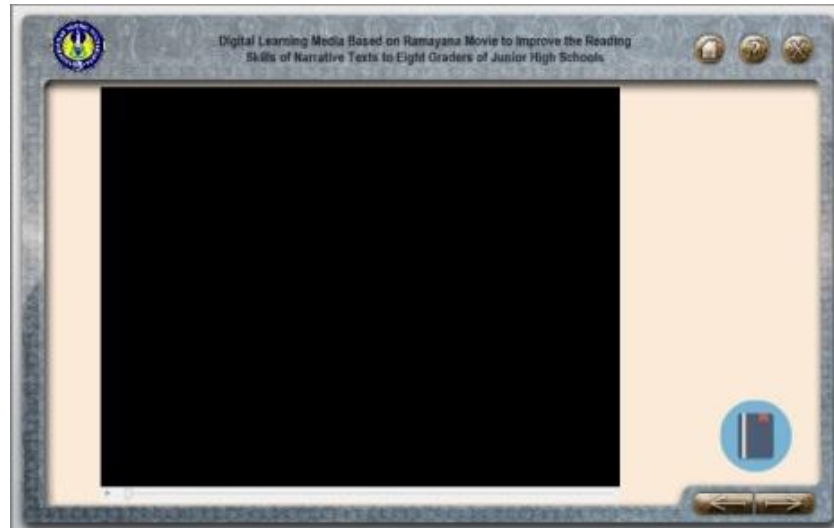 Digital Learning Media Based on Ramayana Movie to Improve the Reading
Skills of Narrative Texts to Eight Graders of Junior High Schools
?